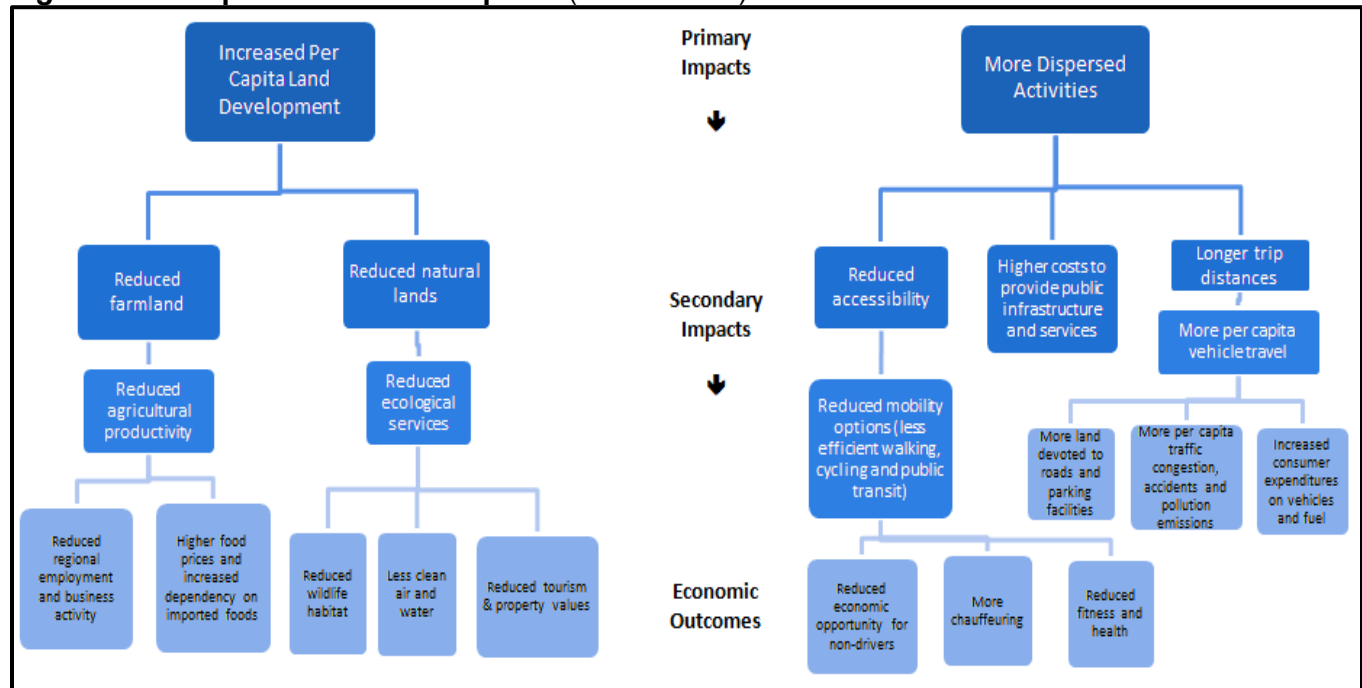 Increased Per
Capita Land
Development
Primary
Impacts
More Dispersed
Activities
Reduced
farmland
Reduced natural
lands
Secondary
Impacts
Reduced
accessibility
Higher costs to
provide public
infrastructure
and services
Longer trip
distances
More per capita
vehicle travel
Reduced
agricultural
productivity
Reduced
ecological
services
Reduced mobility
options (less
efficient walking,
cycling and public
transit)
More land
devoted to
roads and
parking
facilities
More per capita
traffic
congestion,
accidents and
pollution
emissions
Increased
consumer
expenditures
on vehicles
and fuel
Reduced
regional
employment
and business
activity
Higher food
prices and
increased
dependency on
imported foods
Reduced
wildlife
habitat
Less clean
air and
water
Reduced tourism
& property values
Economic
Outcomes
Reduced
economic
opportunity for
non-drivers
More
chauffeuring
Reduced
fitness and
health